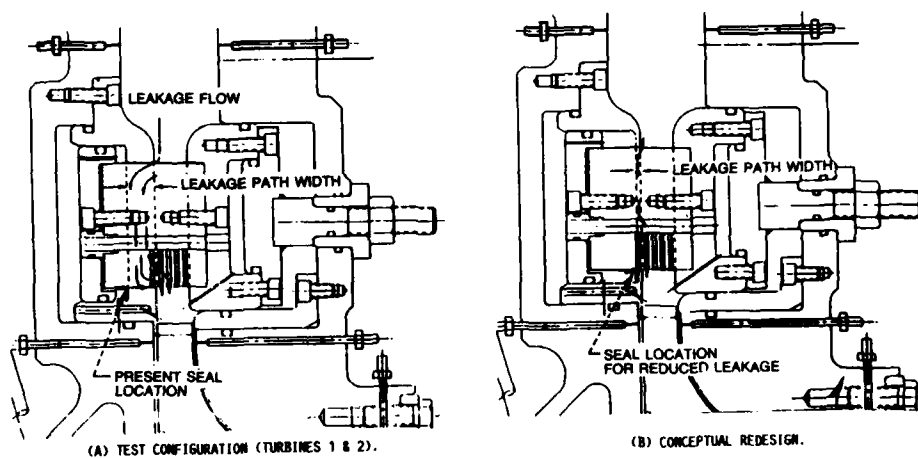 LEAKAGE FLOW
LEAKAGE PATH WIDTH
PRESENT SEAL
LOCATION
(A) TEST CONFIGURATION (TURBINES 1 & 2).
LEAKAGE PATH WIDTH
SEAL LOCATION
FOR REDUCED LEAKAGE
(B) CONCEPTUAL REDESIGN.